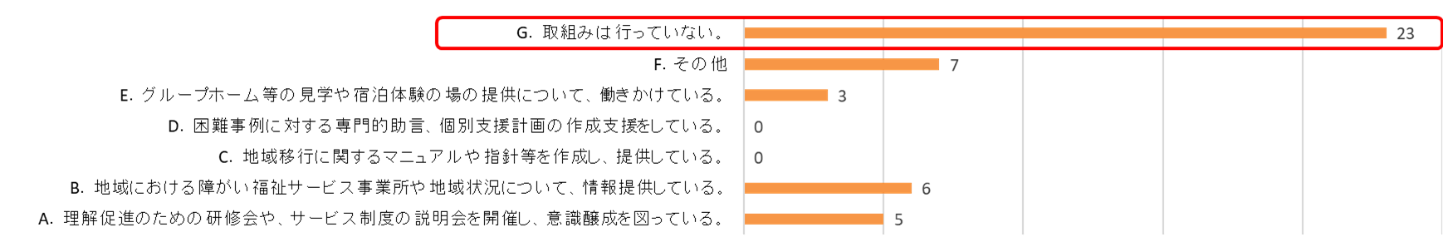 G. 取組みは行っていない。 23
F. その他 7
E. グループホーム等の見学や宿泊体験の場の提供について、働きかけている。 3
D. 困難事例に対する専門的助言、個別支援計画の作成支援をしている。 0
C. 地域移行に関するマニュアルや指針等を作成し、提供している。 0
B. 地域における障がい福祉サービス事業所や地域状況について、情報提供している。 6
A. 理解促進のための研修会や、サービス制度の説明会を開催し、意識醸成を図っている。 5